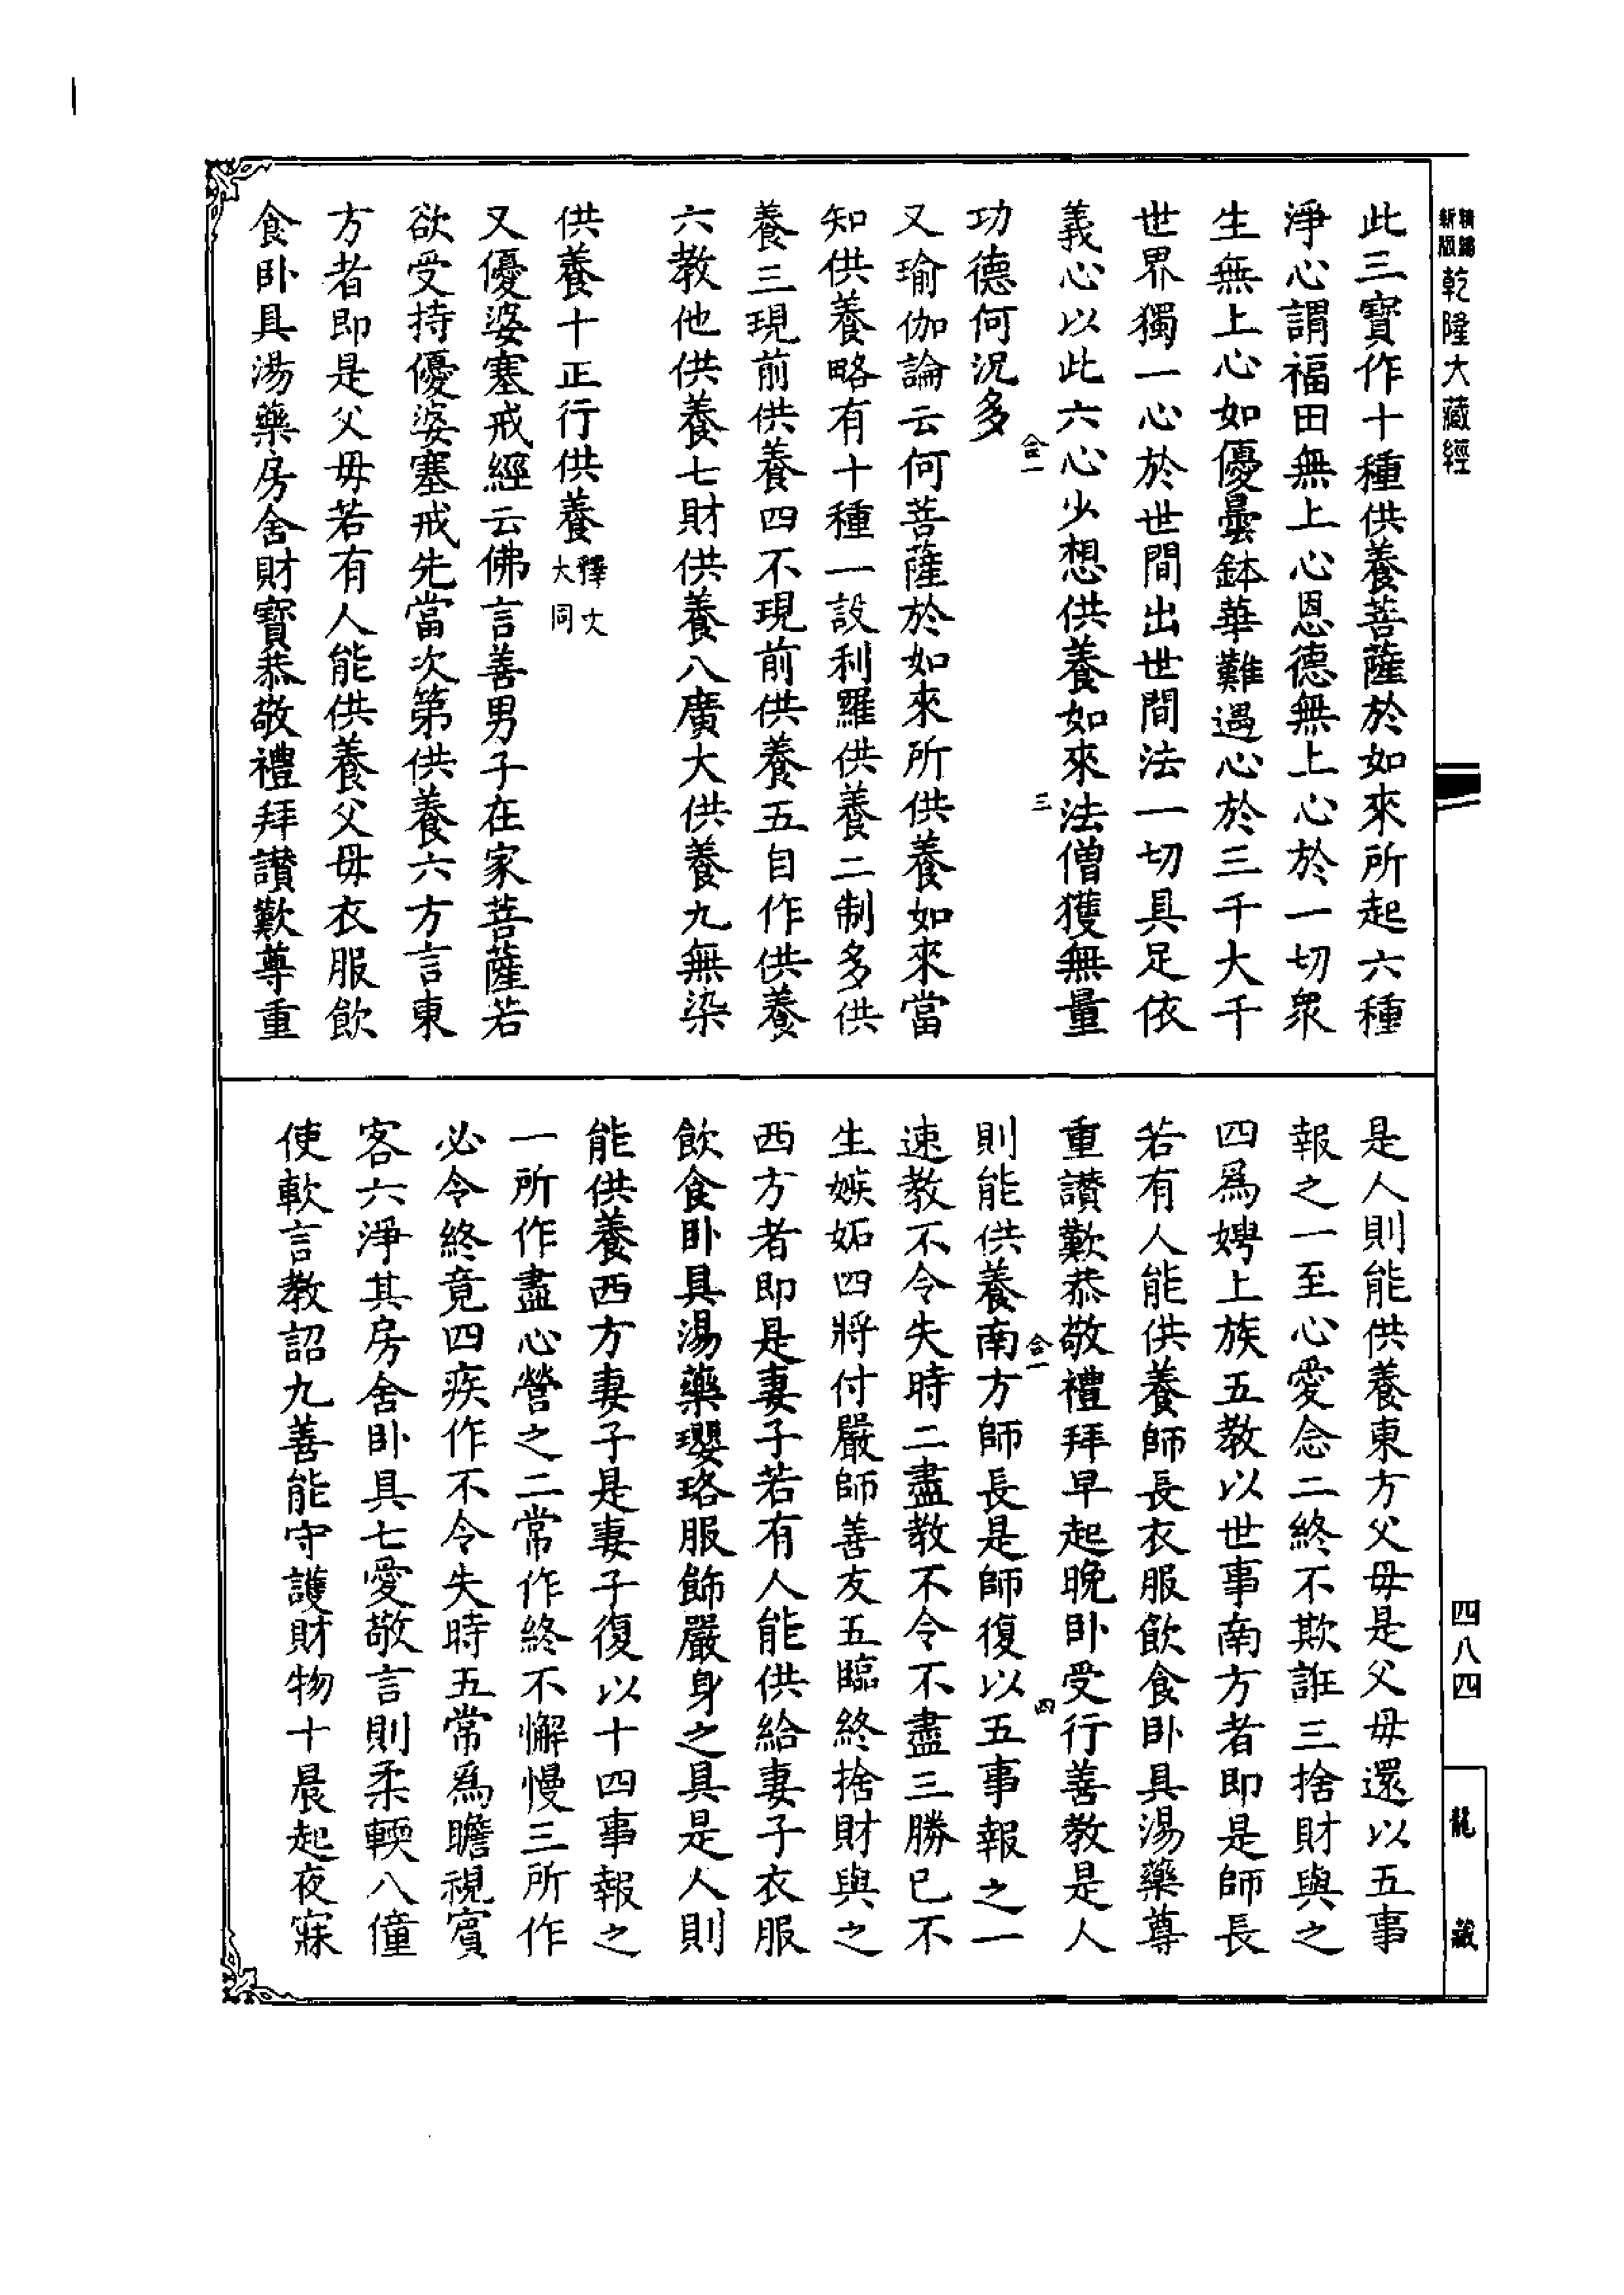 精鏽新版乾隆大藏經
此三寶作十種供養菩薩於如來所起六種
淨心謂福田無上心恩德無上心於一切眾
生無上心如優曇鉢華難遇心於三千大千
世界獨一心於世間出世間法一切具足依
義心以此六心少想供養如來法僧獲無量
合一
三
功德何況多
又瑜伽論云何菩薩於如來所供養如來當
知供養略有十種一設利羅供養二制多供
養三現前供養四不現前供養五自作供養
六教他供養七財供養八廣大供養九無染
供養十正行供養釋文大同
又優婆塞戒經云佛言善男子在家菩薩若
欲受持優婆塞戒先當次第供養六方言東
方者即是父母若有人能供養父母衣服飲
食臥具湯藥房舍財寶恭敬禮拜讚歎尊重
是人則能供養東方父母是父母還以五事
報之一至心愛念二終不欺誑三捨財與之
四爲娉上族五教以世事南方者即是師長
若有人能供養師長衣服飲食臥具湯藥尊
重讚歎恭敬禮拜早起晚臥受行善教是人
合一
四
則能供養南方師長是師復以五事報之一
速教不令失時二盡教不令不盡三勝已不
生嫉妬四將付嚴師善友五臨終捨財與之
西方者即是妻子若有人能供給妻子衣服
飲食臥具湯藥瓔珞服飾嚴身之具是人則
能供養西方妻子是妻子復以十四事報之
一所作盡心營之二常作終不懈慢三所作
必令終竟四疾作不令失時五常爲瞻視賓
客六淨其房舍臥具七愛敬言則柔輭八僮
使軟言教詔九善能守護財物十晨起夜寐
四八四
龍藏